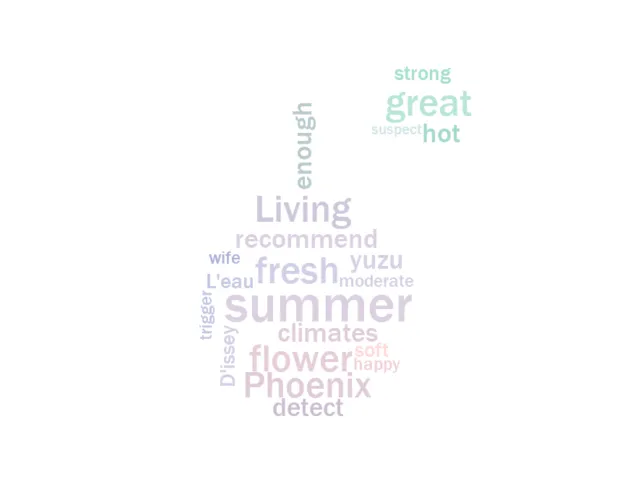 strong
great
suspect hot
enough
Living
recommend
wife fresh yuzu
L'eau moderate
trigger summer
climates
D'issey flower soft
happy
Phoenix
detect